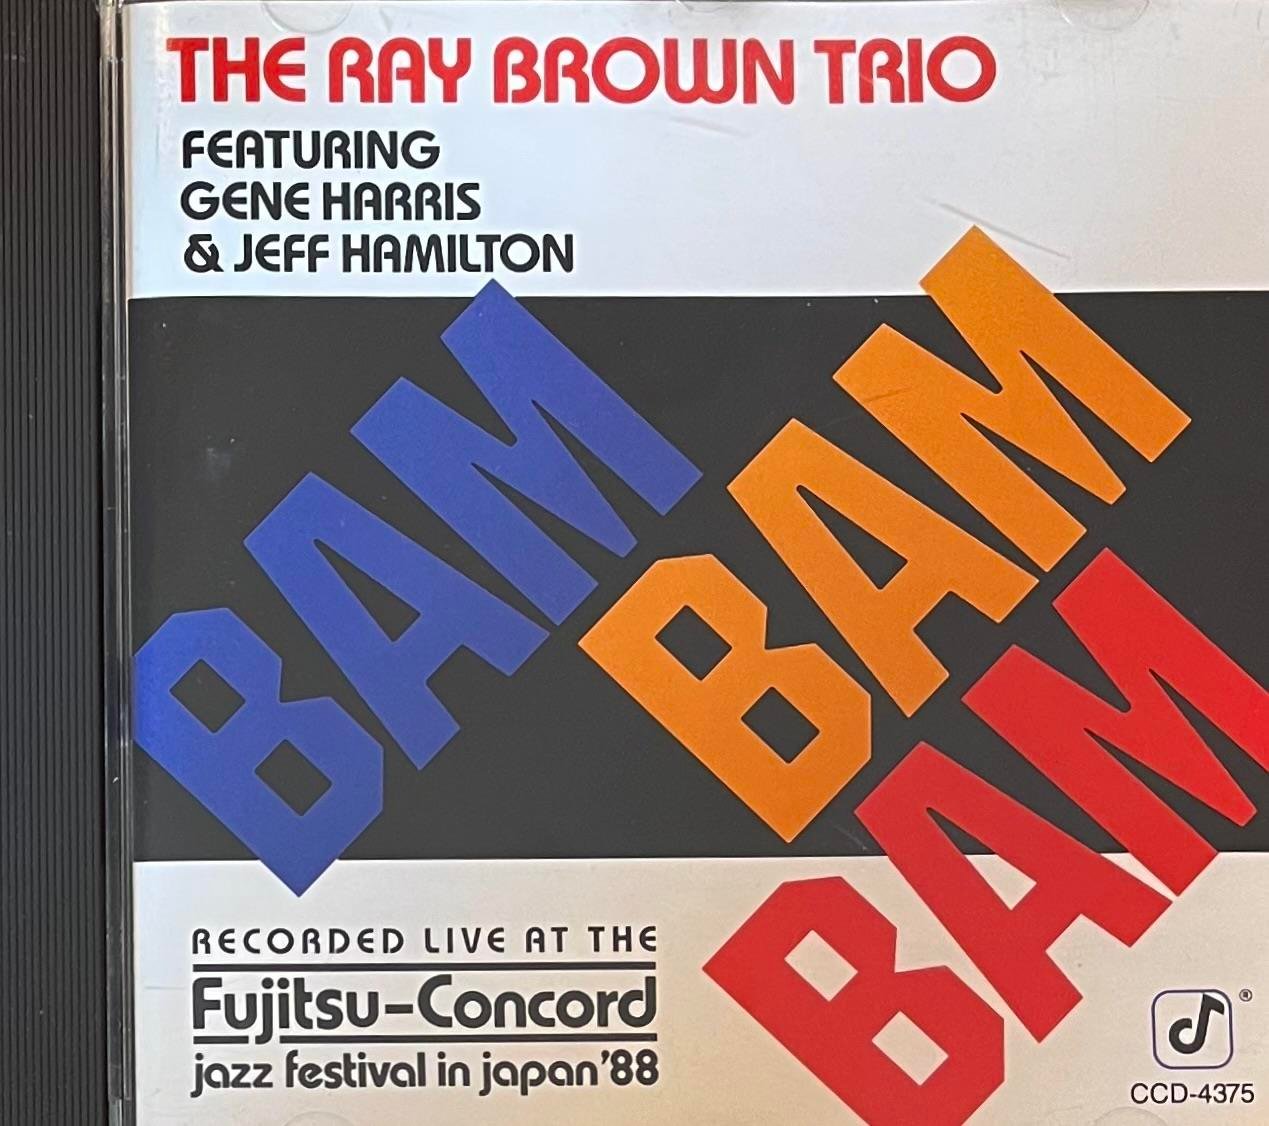 THE RAY BROWN TRIO
FEATURING
GENE HARRIS
& JEFF HAMILTON
BAM
BAM
BAM
RECORDED LIVE AT THE
Fujitsu-Concord
jazz festival in japan '88
®
CCD-4375